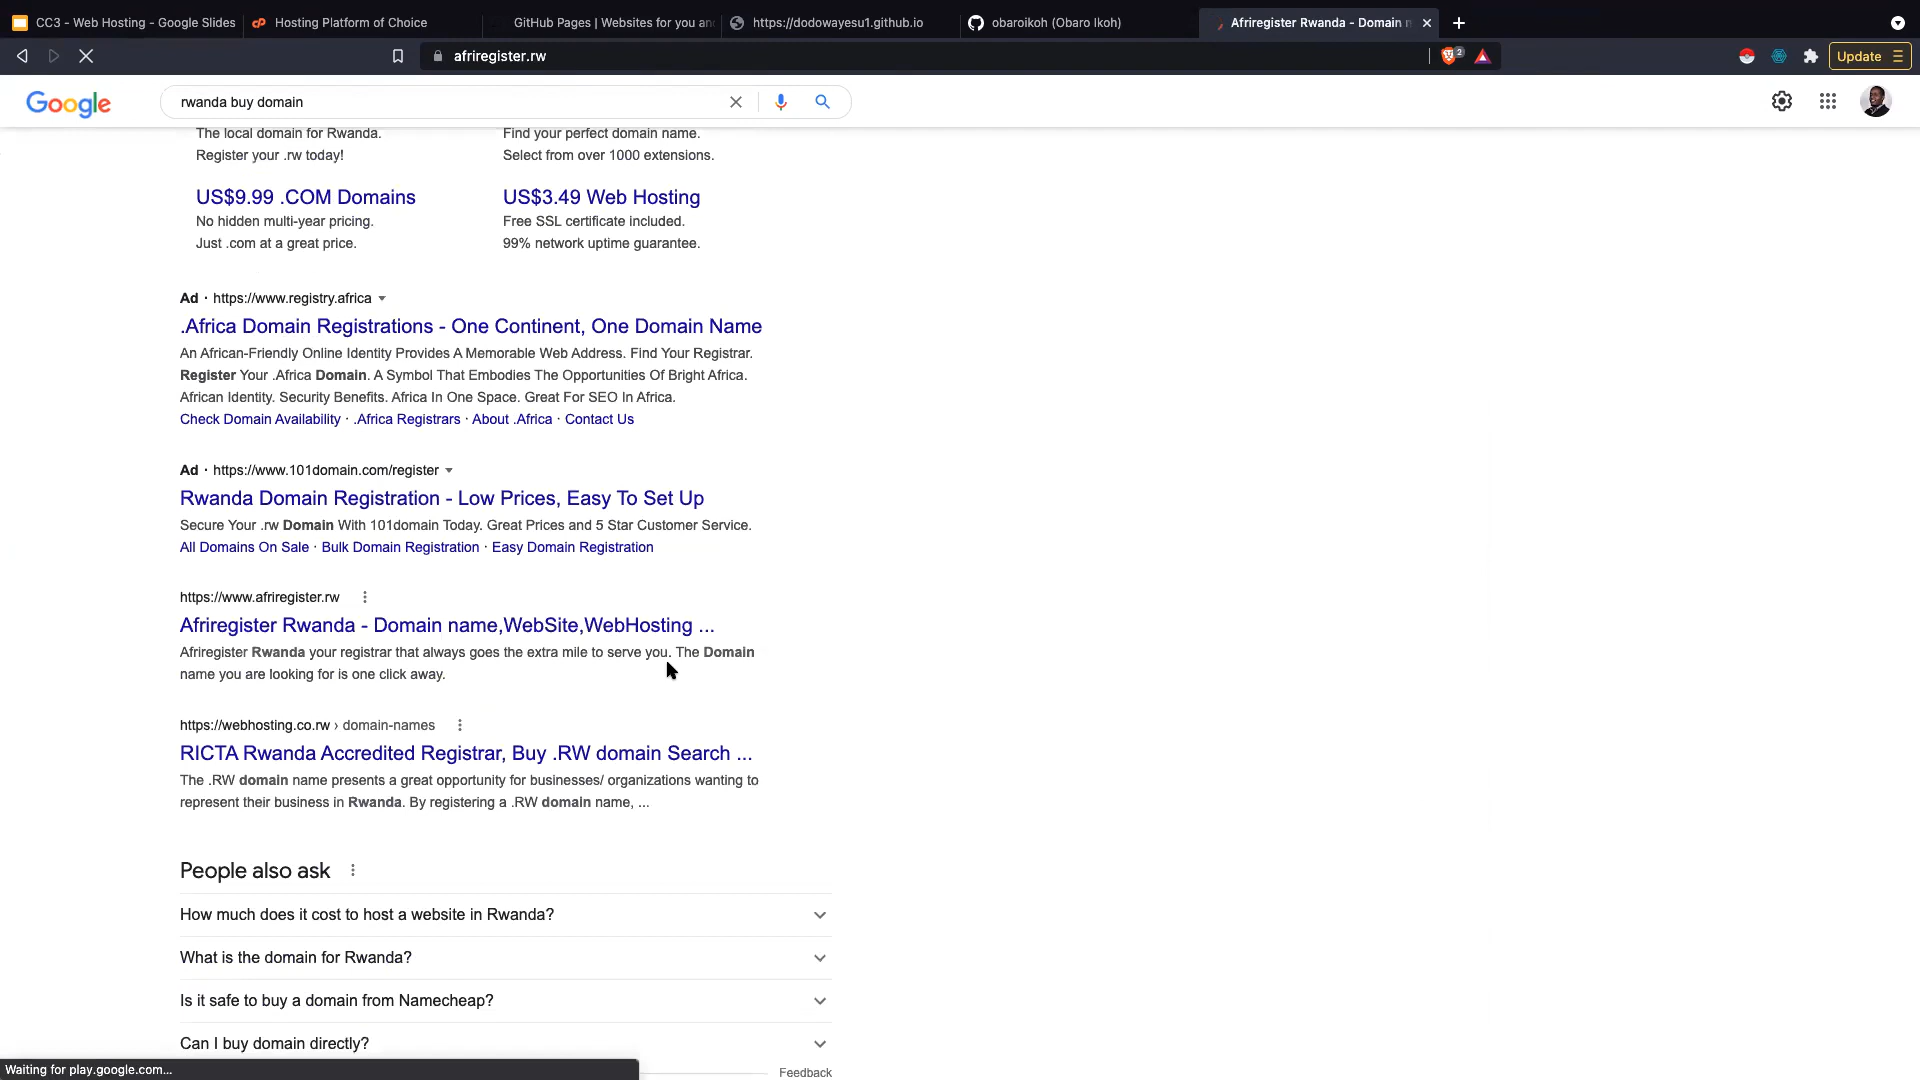 CC3 - Web Hosting - Google Slides
Hosting Platform of Choice
GitHub Pages | Websites for you an
https://dodowayesu1.github.io
obaroikoh (Obaro Ikoh)
Afriregister Rwanda - Domain n
afriregister.rw
2
Update
Google
rwanda buy domain
The local domain for Rwanda.
Register your .rw today!
Find your perfect domain name.
Select from over 1000 extensions.
US$9.99 .COM Domains
No hidden multi-year pricing.
Just .com at a great price.
US$3.49 Web Hosting
Free SSL certificate included.
99% network uptime guarantee.
Ad · https://www.registry.africa
.Africa Domain Registrations - One Continent, One Domain Name
An African-Friendly Online Identity Provides A Memorable Web Address. Find Your Registrar.
Register Your .Africa Domain. A Symbol That Embodies The Opportunities Of Bright Africa.
African Identity. Security Benefits. Africa In One Space. Great For SEO In Africa.
Check Domain Availability · .Africa Registrars · About .Africa · Contact Us
Ad · https://www.101domain.com/register
Rwanda Domain Registration - Low Prices, Easy To Set Up
Secure Your .rw Domain With 101domain Today. Great Prices and 5 Star Customer Service.
All Domains On Sale · Bulk Domain Registration · Easy Domain Registration
https://www.afriregister.rw
Afriregister Rwanda - Domain name,WebSite,WebHosting ...
Afriregister Rwanda your registrar that always goes the extra mile to serve you. The Domain
name you are looking for is one click away.
https://webhosting.co.rw › domain-names
RICTA Rwanda Accredited Registrar, Buy .RW domain Search ...
The .RW domain name presents a great opportunity for businesses/ organizations wanting to
represent their business in Rwanda. By registering a .RW domain name, ...
People also ask
How much does it cost to host a website in Rwanda?
What is the domain for Rwanda?
Is it safe to buy a domain from Namecheap?
Can I buy domain directly?
Waiting for play.google.com...
Feedback